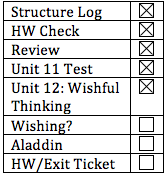 Structure Log
HW Check
Review
Unit 11 Test
Unit 12: Wishful
Thinking
Wishing?
Aladdin
HW/Exit Ticket